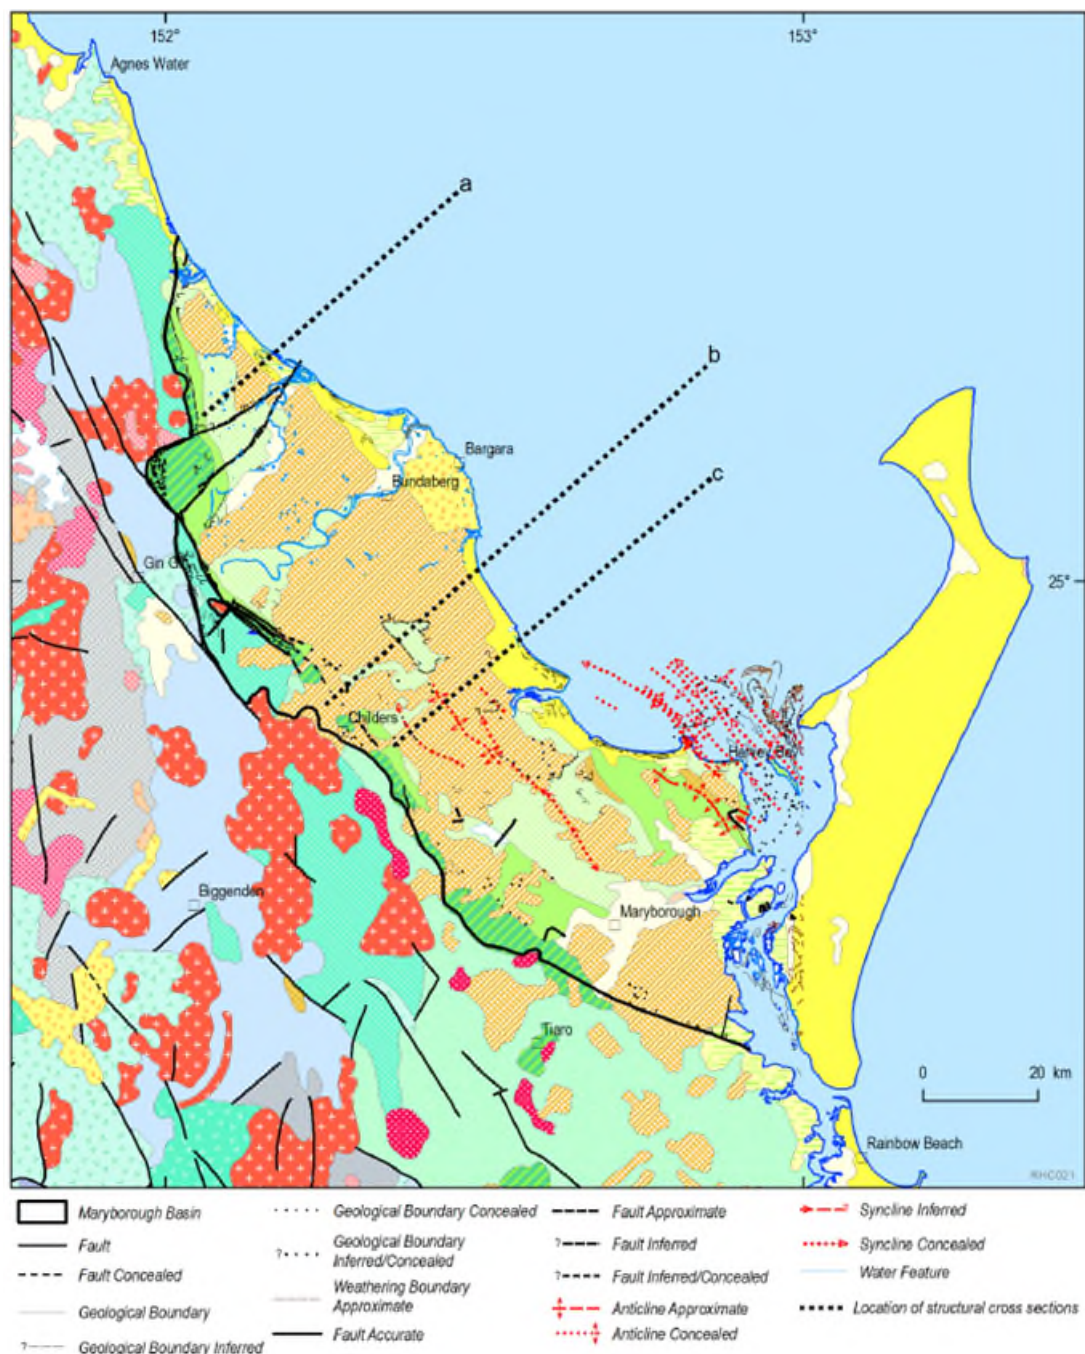 152°
153°
Agnes Water
a
b
c
Bargara
Bundaberg
25°
Gin G
Childers
Biggenden
Maryborough
Tiaro
0 20 km
Rainbow Beach
RHC021
Maryborough Basin
Fault
Fault Concealed
Geological Boundary
? Geological Boundary Inferred
Geological Boundary Concealed
? Geological Boundary
Inferred/Concealed
Weathering Boundary
Approximate
Fault Accurate
Fault Approximate
? Fault Inferred
? Fault Inferred/Concealed
Anticline Approximate
Anticline Concealed
Syncline Inferred
Syncline Concealed
Water Feature
Location of structural cross sections